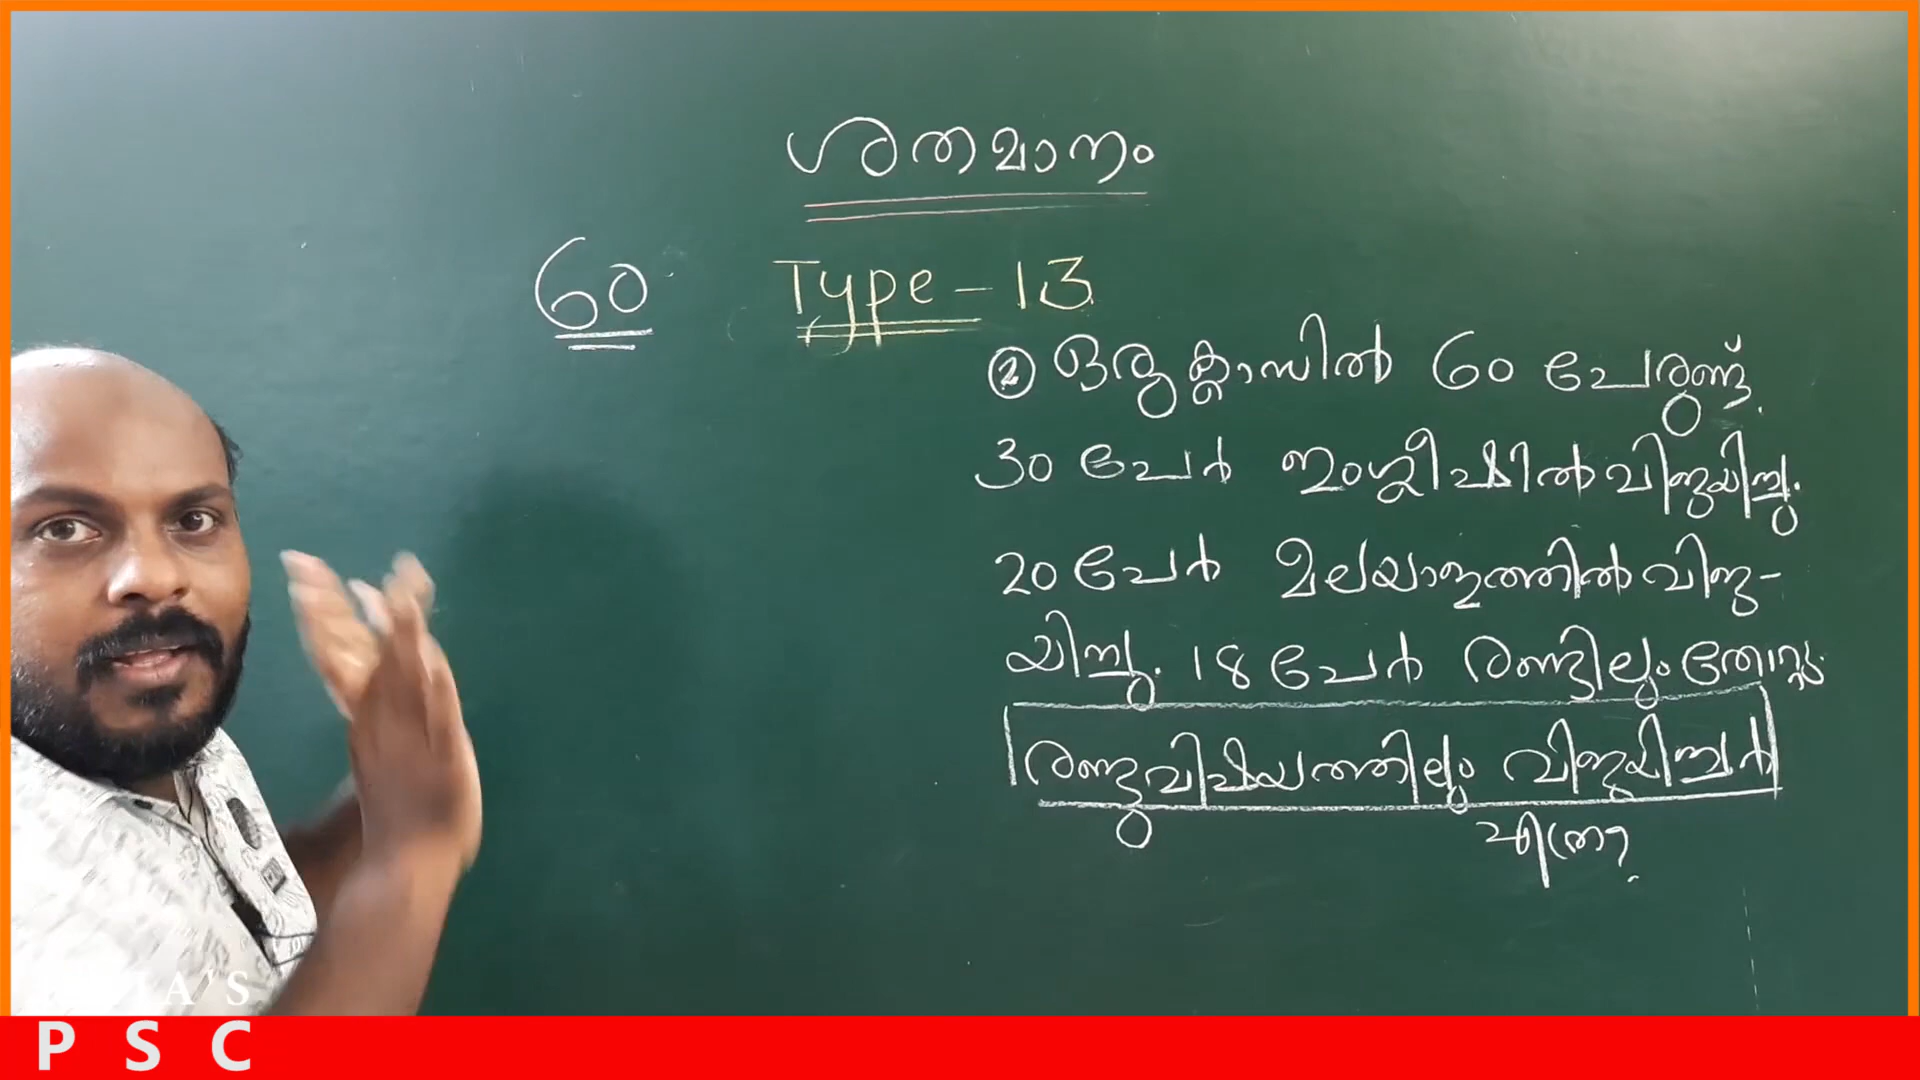 ശതമാനം
60 Type - 13
② ഒരു ക്ലാസിൽ 60 പേരുണ്ട്.
30 പേർ ഇംഗ്ലീഷിൽ വിജയിച്ചു.
20 പേർ മലയാളത്തിൽ വിജ-
യിച്ചു. 18 പേർ രണ്ടിലും തോറ്റു.
രണ്ടുവിഷയത്തിലും വിജയിച്ചവർ
എത്ര?
A'S
PSC